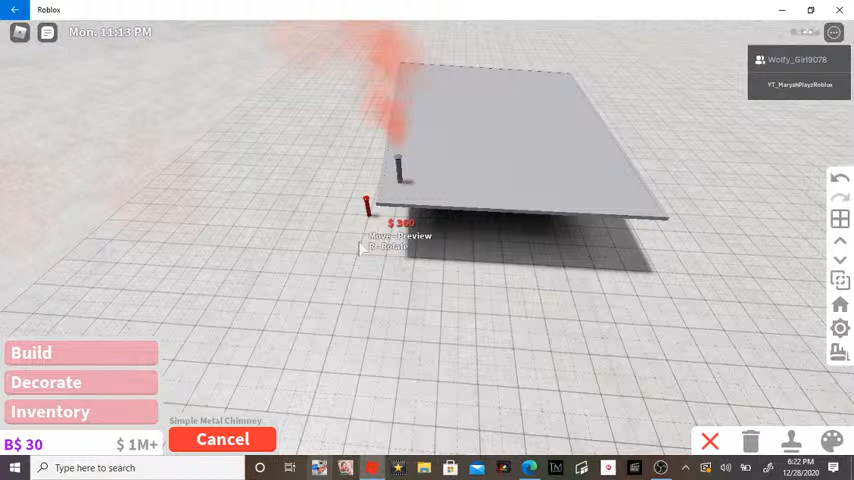 Roblox
Mon. 11:13 PM
Wolfy_Girl9078
YT_MaryahPlayzRoblox
$ 360
Move - Preview
R - Rotate
Build
Decorate
Inventory
Simple Metal Chimney
B$ 30
$ 1M+
Cancel
Type here to search
6:22 PM
12/28/2020